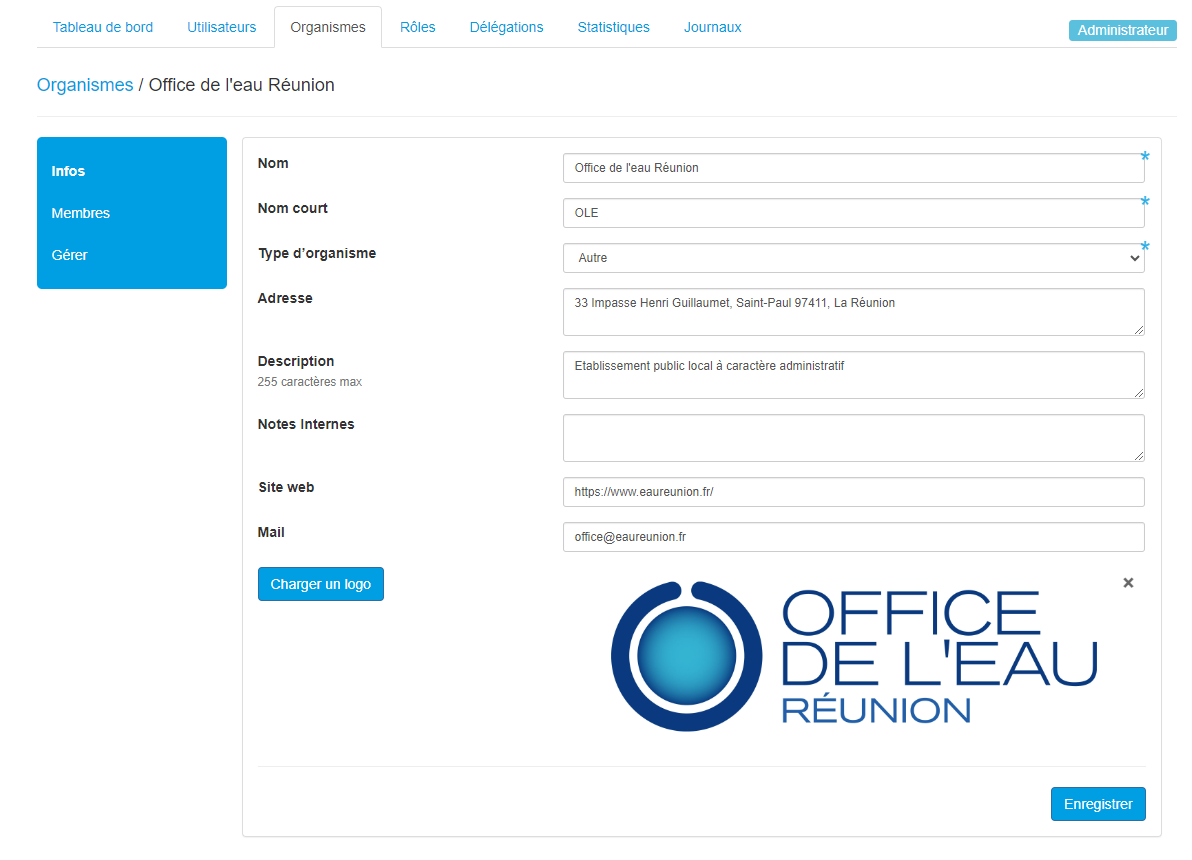 Tableau de bord Utilisateurs Organismes Rôles Délégations Statistiques Journaux Administrateur
Organismes / Office de l'eau Réunion
Infos
Membres
Gérer
Nom
Office de l'eau Réunion *
Nom court
OLE *
Type d’organisme
Autre *
Adresse
33 Impasse Henri Guillaumet, Saint-Paul 97411, La Réunion
Description
255 caractères max
Etablissement public local à caractère administratif
Notes Internes
Site web
https://www.eaureunion.fr/
Mail
office@eaureunion.fr
Charger un logo
OFFICE
DE L'EAU
RÉUNION
×
Enregistrer